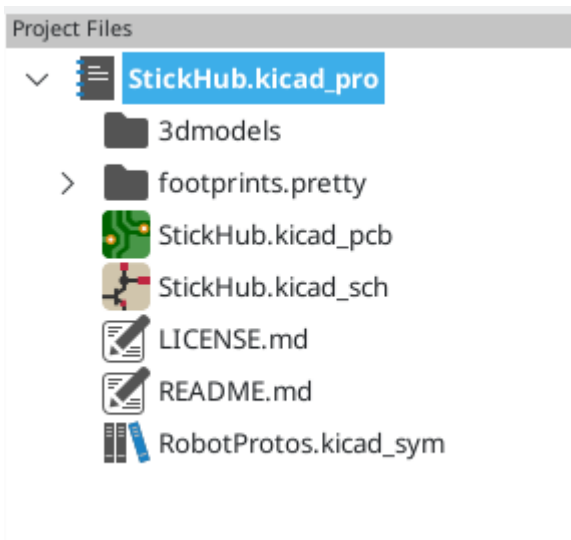 Project Files
StickHub.kicad_pro
3dmodels
footprints.pretty
StickHub.kicad_pcb
StickHub.kicad_sch
LICENSE.md
README.md
RobotProtos.kicad_sym